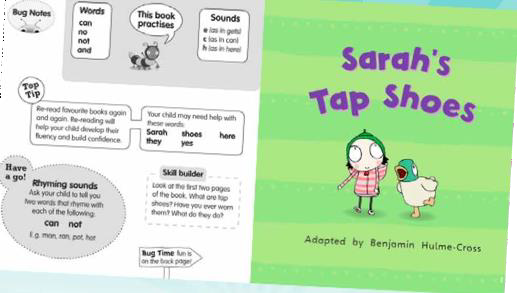 Bug Notes
Words
can
no
not
and
This book
practises
Sounds
e (as in gets)
c (as in can)
h (as in here)
Top
Tip
Re-read favourite books again
and again. Re-reading will
help your child develop their
fluency and build confidence.
Your child may need help with
these words:
Sarah shoes here
they yes
Have
a go!
Rhyming sounds
Ask your child to tell you
two words that rhyme with
each of the following:
can not
E.g. man, ran, pot, hot
Skill builder
Look at the first two pages
of the book. What are tap
shoes? Have you ever worn
them? What do they do?
Bug Time fun is
on the back page!
Sarah's
Tap Shoes
Adapted by Benjamin Hulme-Cross